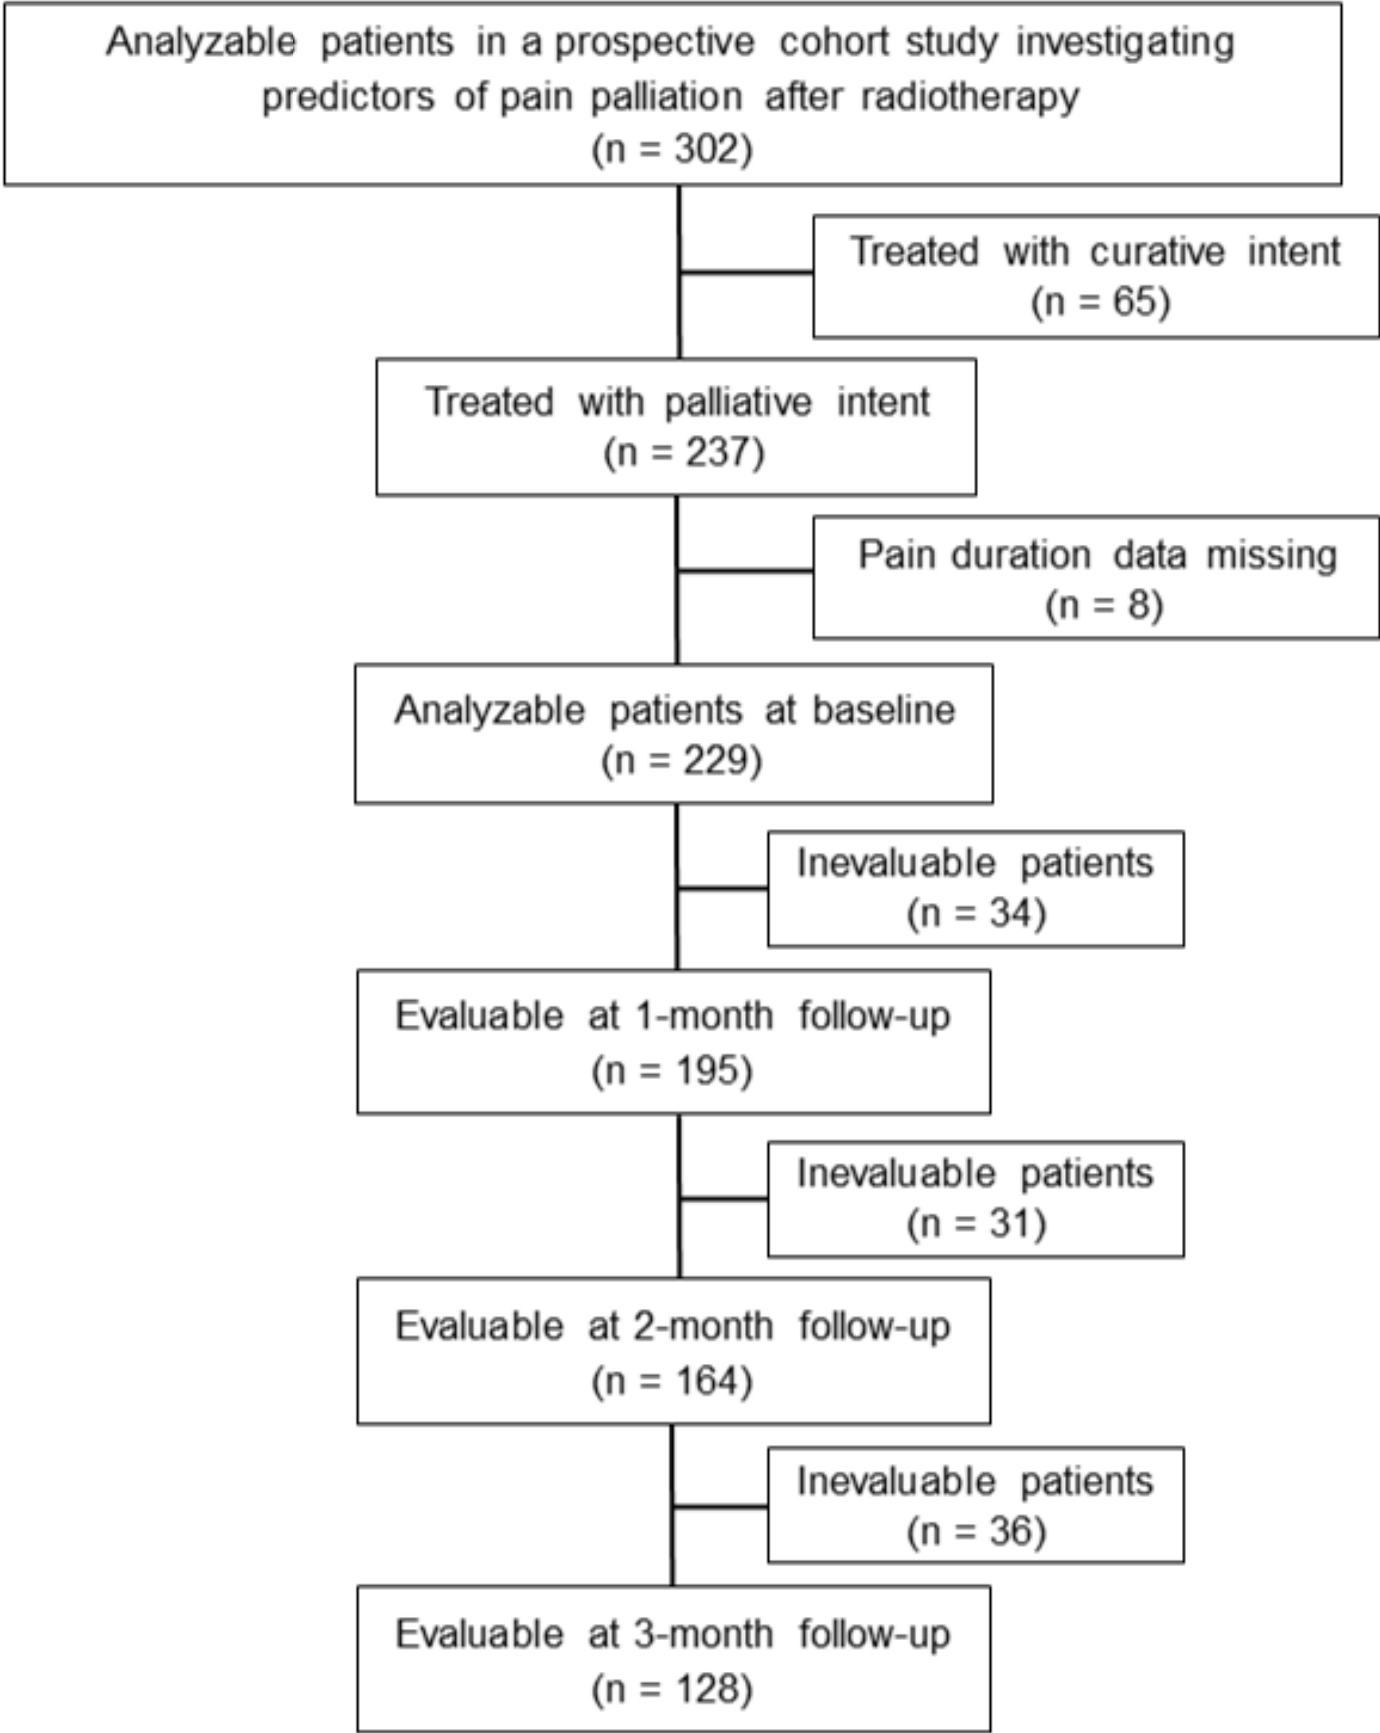 Analyzable patients in a prospective cohort study investigating
predictors of pain palliation after radiotherapy
(n = 302)
Treated with curative intent
(n = 65)
Treated with palliative intent
(n = 237)
Pain duration data missing
(n = 8)
Analyzable patients at baseline
(n = 229)
Inevaluable patients
(n = 34)
Evaluable at 1-month follow-up
(n = 195)
Inevaluable patients
(n = 31)
Evaluable at 2-month follow-up
(n = 164)
Inevaluable patients
(n = 36)
Evaluable at 3-month follow-up
(n = 128)